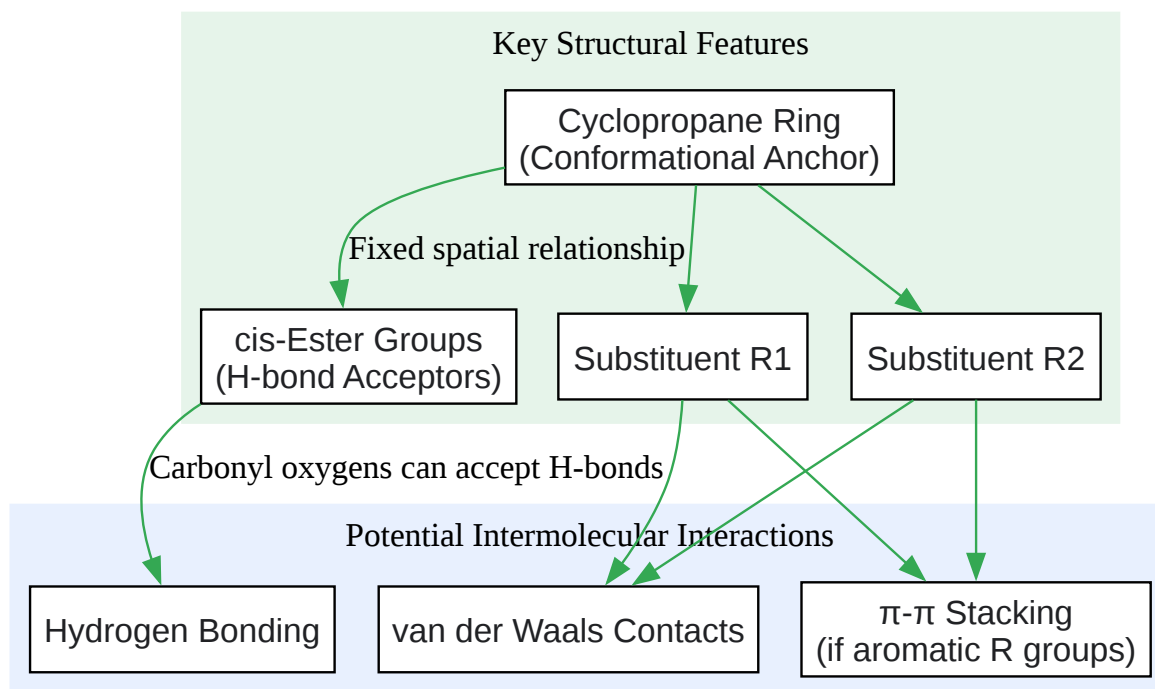 Key Structural Features
Cyclopropane Ring
(Conformational Anchor)
Fixed spatial relationship
cis-Ester Groups
(H-bond Acceptors)
Substituent R1
Substituent R2
Carbonyl oxygens can accept H-bonds
Potential Intermolecular Interactions
Hydrogen Bonding
van der Waals Contacts
π-π Stacking
(if aromatic R groups)